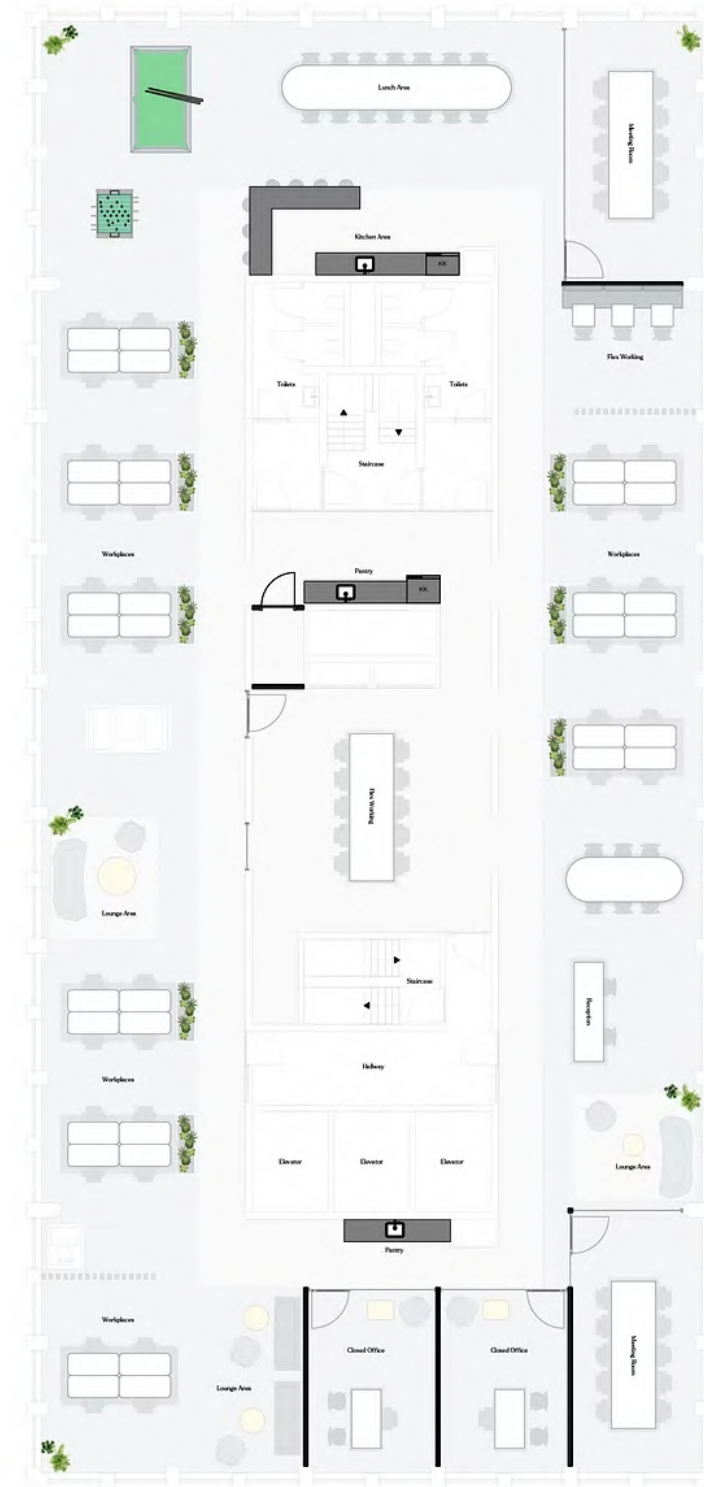 Lunch Area
Meeting Room
Kitchen Area
KK
Flex Working
Toilets
Toilets
Staircase
Workplaces
Workplaces
Pantry
KK
Flex Working
Lounge Area
Staircase
Reception
Hallway
Workplaces
Elevator
Elevator
Elevator
Lounge Area
Pantry
Workplaces
Closed Office
Closed Office
Meeting Room
Lounge Area